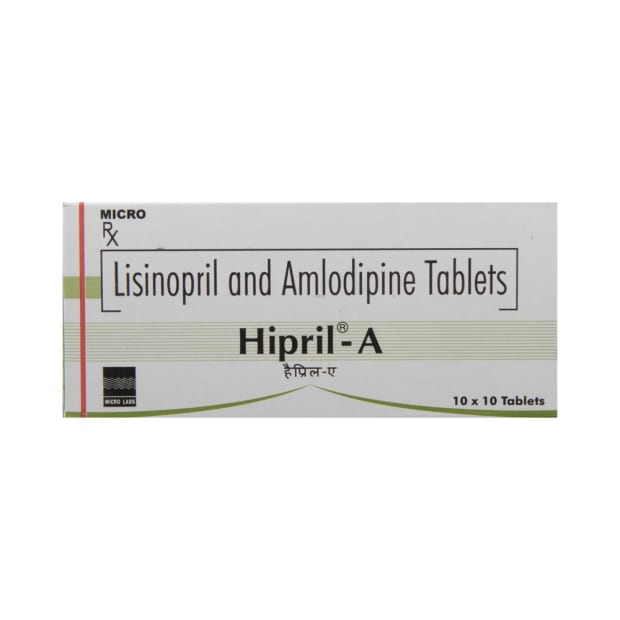 MICRO
Rx
Lisinopril and Amlodipine Tablets
Hipril®-A
हैप्रिल-ए
MICRO LABS
10 x 10 Tablets